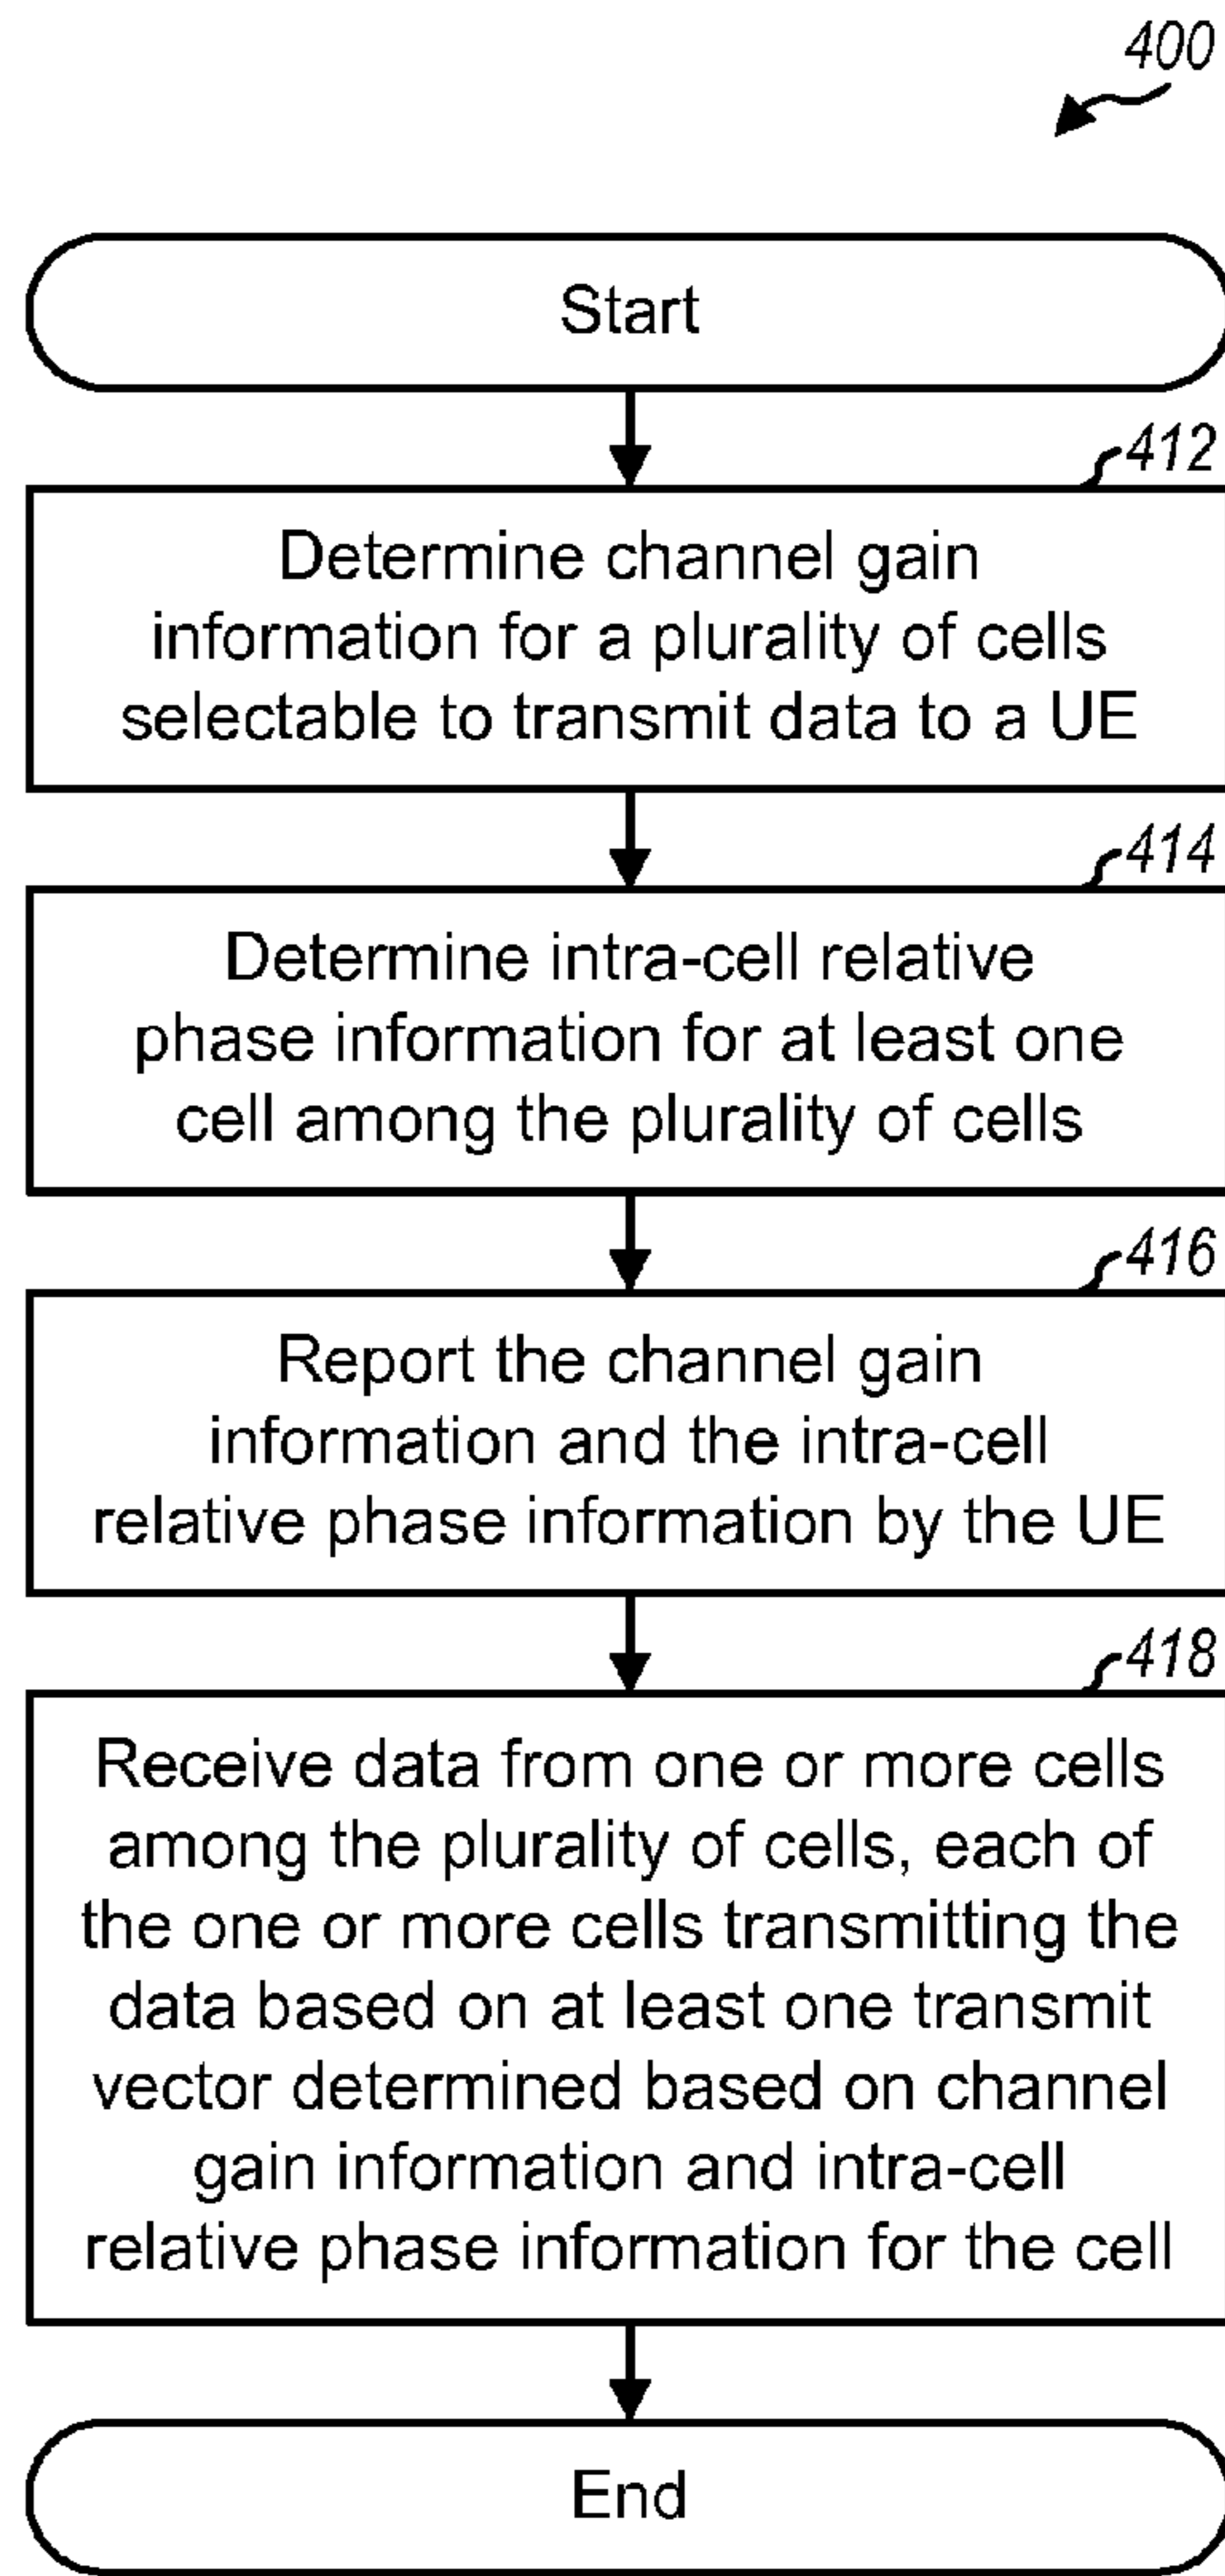 400
Start
412
Determine channel gain
information for a plurality of cells
selectable to transmit data to a UE
414
Determine intra-cell relative
phase information for at least one
cell among the plurality of cells
416
Report the channel gain
information and the intra-cell
relative phase information by the UE
418
Receive data from one or more cells
among the plurality of cells, each of
the one or more cells transmitting the
data based on at least one transmit
vector determined based on channel
gain information and intra-cell
relative phase information for the cell
End